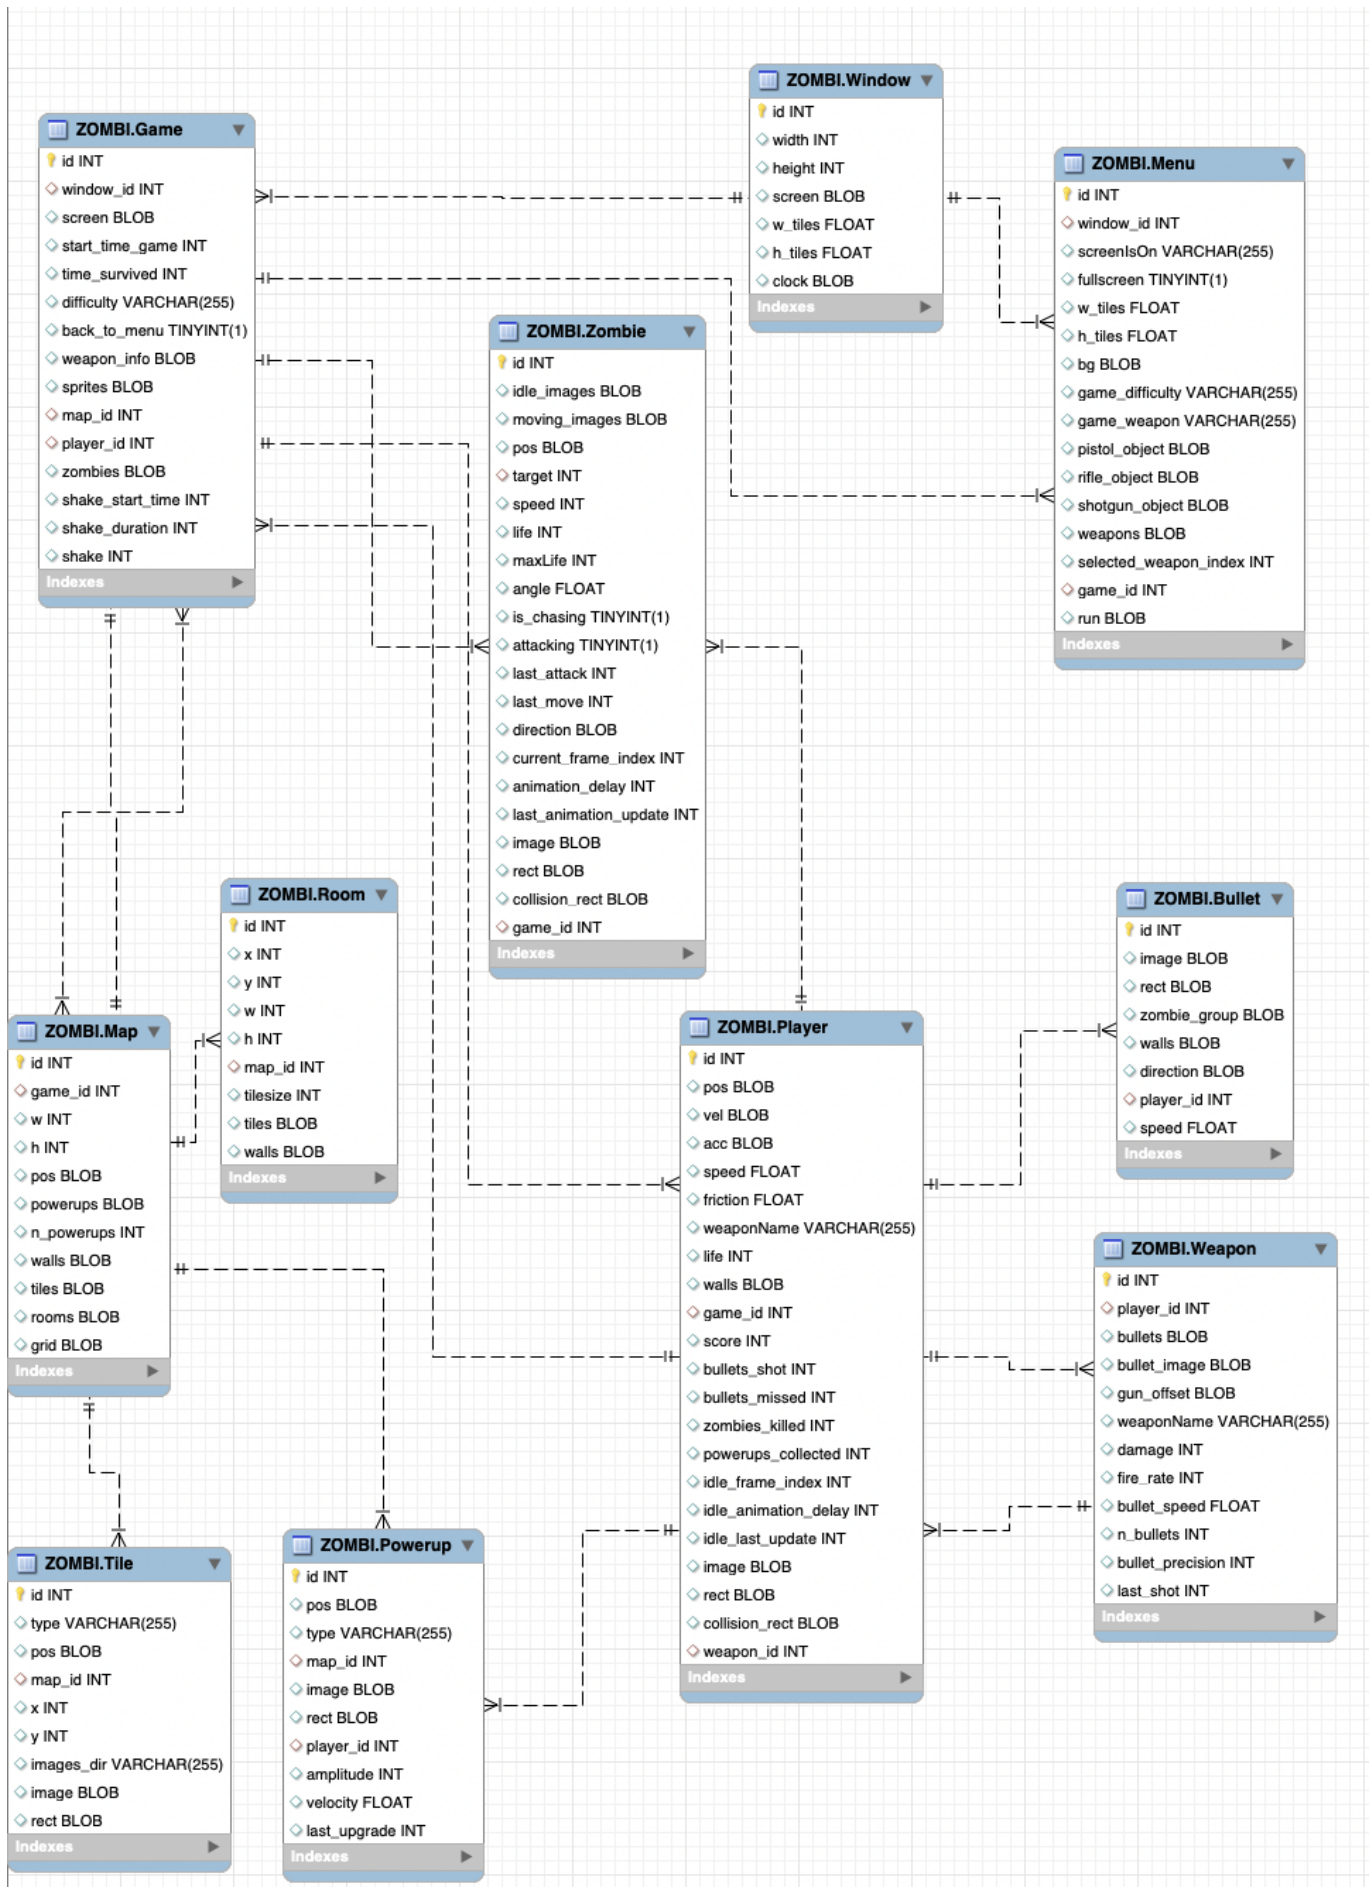 ZOMBI.Window
id INT
width INT
height INT
screen BLOB
w_tiles FLOAT
h_tiles FLOAT
clock BLOB
Indexes
ZOMBI.Game
id INT
window_id INT
screen BLOB
start_time_game INT
time_survived INT
difficulty VARCHAR(255)
back_to_menu TINYINT(1)
weapon_info BLOB
sprites BLOB
map_id INT
player_id INT
zombies BLOB
shake_start_time INT
shake_duration INT
shake INT
Indexes
ZOMBI.Menu
id INT
window_id INT
screenIsOn VARCHAR(255)
fullscreen TINYINT(1)
w_tiles FLOAT
h_tiles FLOAT
bg BLOB
game_difficulty VARCHAR(255)
game_weapon VARCHAR(255)
pistol_object BLOB
rifle_object BLOB
shotgun_object BLOB
weapons BLOB
selected_weapon_index INT
game_id INT
run BLOB
Indexes
ZOMBI.Zombie
id INT
idle_images BLOB
moving_images BLOB
pos BLOB
target INT
speed INT
life INT
maxLife INT
angle FLOAT
is_chasing TINYINT(1)
attacking TINYINT(1)
last_attack INT
last_move INT
direction BLOB
current_frame_index INT
animation_delay INT
last_animation_update INT
image BLOB
rect BLOB
collision_rect BLOB
game_id INT
Indexes
ZOMBI.Room
id INT
x INT
y INT
w INT
h INT
map_id INT
tilesize INT
tiles BLOB
walls BLOB
Indexes
ZOMBI.Bullet
id INT
image BLOB
rect BLOB
zombie_group BLOB
walls BLOB
direction BLOB
player_id INT
speed FLOAT
Indexes
ZOMBI.Map
id INT
game_id INT
w INT
h INT
pos BLOB
powerups BLOB
n_powerups INT
walls BLOB
tiles BLOB
rooms BLOB
grid BLOB
Indexes
ZOMBI.Player
id INT
pos BLOB
vel BLOB
acc BLOB
speed FLOAT
friction FLOAT
weaponName VARCHAR(255)
life INT
walls BLOB
game_id INT
score INT
bullets_shot INT
bullets_missed INT
zombies_killed INT
powerups_collected INT
idle_frame_index INT
idle_animation_delay INT
idle_last_update INT
image BLOB
rect BLOB
collision_rect BLOB
weapon_id INT
Indexes
ZOMBI.Weapon
id INT
player_id INT
bullets BLOB
bullet_image BLOB
gun_offset BLOB
weaponName VARCHAR(255)
damage INT
fire_rate INT
bullet_speed FLOAT
n_bullets INT
bullet_precision INT
last_shot INT
Indexes
ZOMBI.Tile
id INT
type VARCHAR(255)
pos BLOB
map_id INT
x INT
y INT
images_dir VARCHAR(255)
image BLOB
rect BLOB
Indexes
ZOMBI.Powerup
id INT
pos BLOB
type VARCHAR(255)
map_id INT
image BLOB
rect BLOB
player_id INT
amplitude INT
velocity FLOAT
last_upgrade INT
Indexes